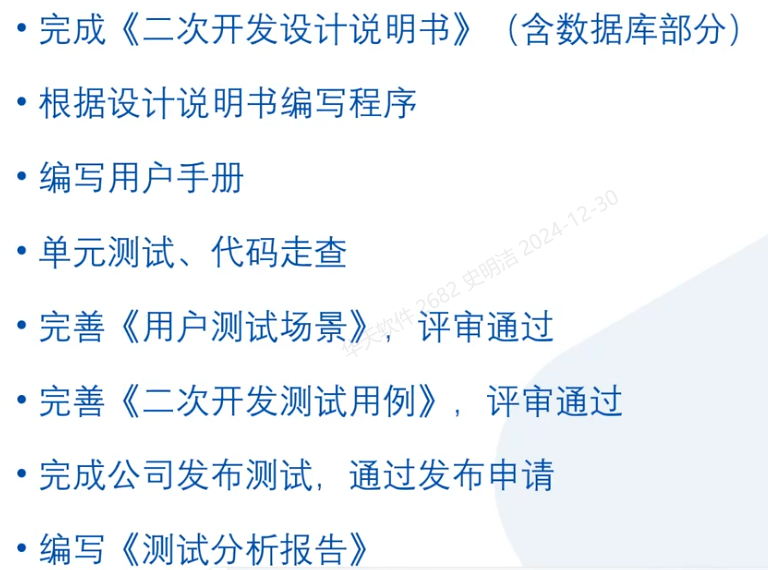 • 完成《二次开发设计说明书》（含数据库部分）
• 根据设计说明书编写程序
• 编写用户手册
• 单元测试、代码走查
• 完善《用户测试场景》，评审通过
• 完善《二次开发测试用例》，评审通过
• 完成公司发布测试，通过发布申请
• 编写《测试分析报告》
华天软件 2682 史明洁 2024-12-30